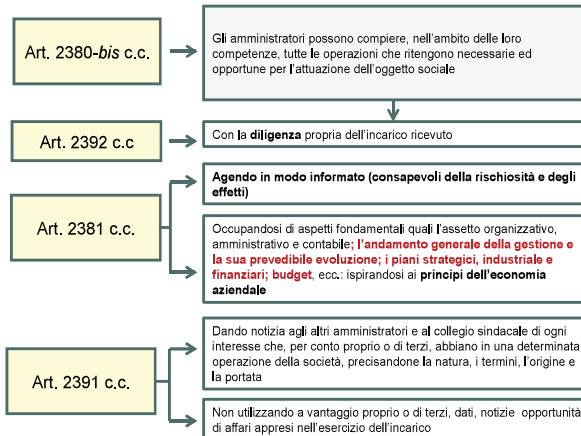 Art. 2380-bis c.c.
Gli amministratori possono compiere, nell'ambito delle loro
competenze, tutte le operazioni che ritengono necessarie ed
opportune per l'attuazione dell'oggetto sociale
Art. 2392 c.c
Con la diligenza propria dell'incarico ricevuto
Art. 2381 c.c.
Agendo in modo informato (consapevoli della rischiosità e degli
effetti)
Occupandosi di aspetti fondamentali quali l'assetto organizzativo,
amministrativo e contabile; l'andamento generale della gestione e
la sua prevedibile evoluzione; i piani strategici, industriale e
finanziari; budget, ecc.: ispirandosi ai principi dell'economia
aziendale
Art. 2391 c.c.
Dando notizia agli altri amministratori e al collegio sindacale di ogni
interesse che, per conto proprio o di terzi, abbiano in una determinata
operazione della società, precisandone la natura, i termini, l'origine e
la portata
Non utilizzando a vantaggio proprio o di terzi, dati, notizie opportunità
di affari appresi nell'esercizio dell'incarico